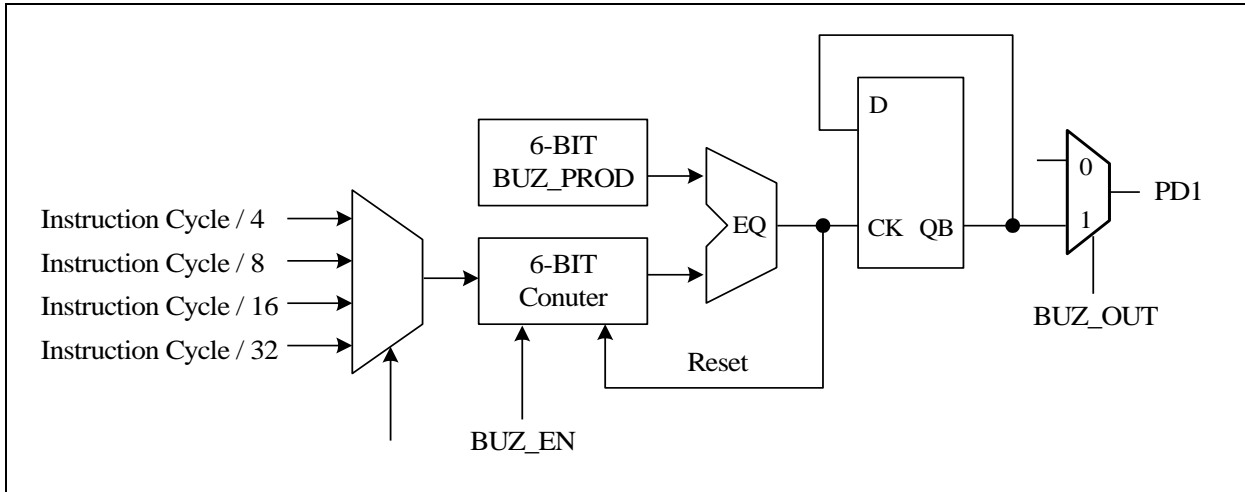 Instruction Cycle / 4
Instruction Cycle / 8
Instruction Cycle / 16
Instruction Cycle / 32
6-BIT
BUZ_PROD
6-BIT
Conuter
BUZ_EN
EQ
Reset
D
CK QB
0
1
PD1
BUZ_OUT